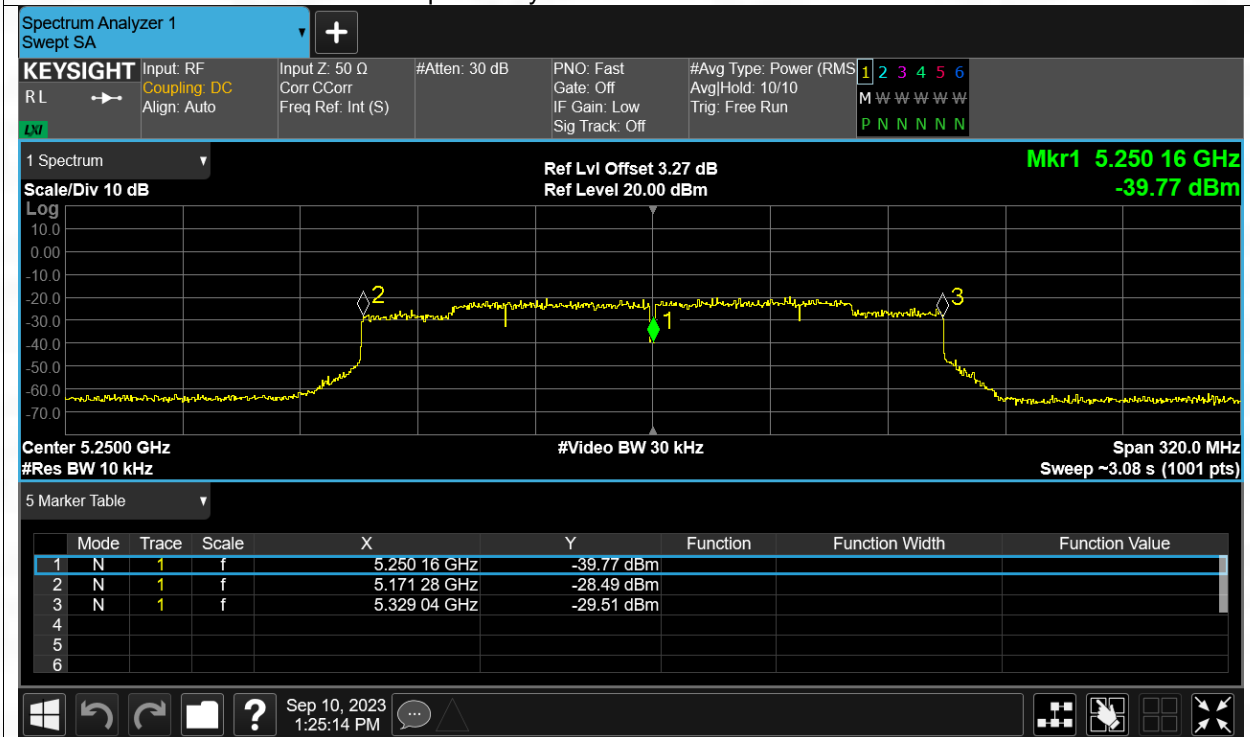 Spectrum Analyzer 1
Swept SA
+
KEYSIGHT Input: RF Input Z: 50 Ω #Atten: 30 dB PNO: Fast #Avg Type: Power (RMS 1 2 3 4 5 6
RL Coupling: DC Corr CCorr Gate: Off Avg|Hold: 10/10 M W W W W W
Align: Auto Freq Ref: Int (S) IF Gain: Low Trig: Free Run
LXI Sig Track: Off P N N N N N
1 Spectrum
Ref Lvl Offset 3.27 dB Mkr1 5.250 16 GHz
Scale/Div 10 dB Ref Level 20.00 dBm -39.77 dBm
Log
10.0
0.00
-10.0
-20.0
-30.0
-40.0
-50.0
-60.0
-70.0
2
1
3
Center 5.2500 GHz #Video BW 30 kHz Span 320.0 MHz
#Res BW 10 kHz Sweep ~3.08 s (1001 pts)
5 Marker Table
Mode Trace Scale X Y Function Function Width Function Value
1 N 1 f 5.250 16 GHz -39.77 dBm
2 N 1 f 5.171 28 GHz -28.49 dBm
3 N 1 f 5.329 04 GHz -29.51 dBm
4
5
6
? Sep 10, 2023
1:25:14 PM